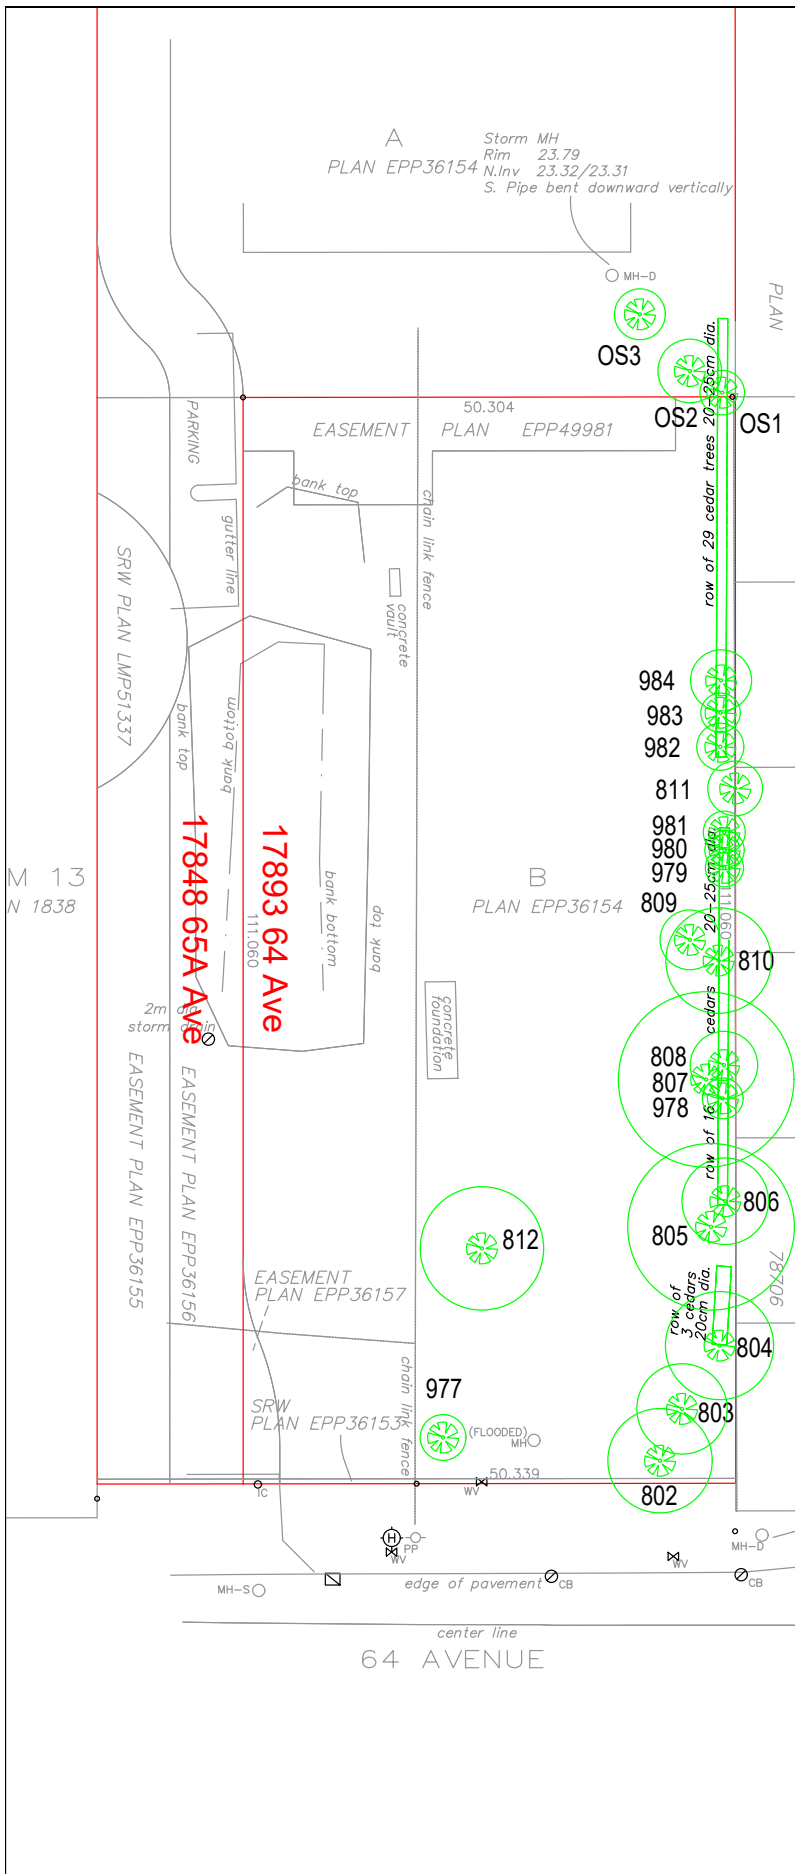 A
PLAN EPP36154
Storm MH
Rim 23.79
N.Inv 23.32/23.31
S. Pipe bent downward vertically
MH-D
PLAN
OS3
OS2
OS1
50.304
EASEMENT PLAN EPP49981
PARKING
gutter line
bank top
chain link fence
row of 29 cedar trees 20-25cm dia.
concrete
vault
SRW PLAN LMP51337
bank top
bank bottom
984
983
982
811
981
980
979
809
810
20-25cm dia.
111.060
17848 65A Ave
17893 64 Ave
111.060
bank bottom
bank top
M 13
N 1838
B
PLAN EPP36154
2m dia
storm drain
concrete
foundation
cedars
808
807
978
row of 16
EASEMENT PLAN EPP36155
EASEMENT PLAN EPP36156
806
805
812
78706
EASEMENT
PLAN EPP36157
row of
3 cedars
20cm dia.
804
chain link fence
977
803
SRW
PLAN EPP36153
(FLOODED)
MH
802
50.339
IC
WV
H
PP
WV
WV
MH-D
MH-S
edge of pavement
CB
CB
center line
64 AVENUE